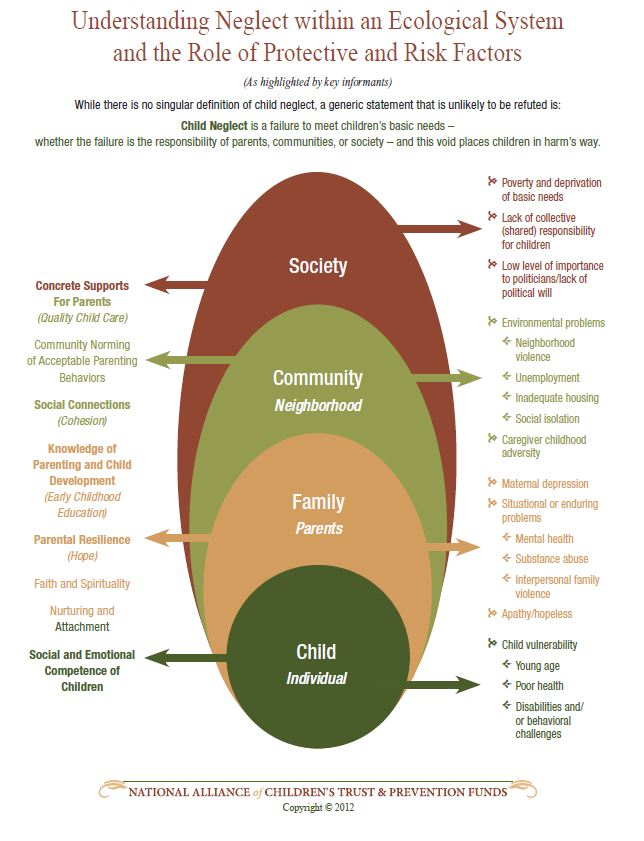 Understanding Neglect within an Ecological System
and the Role of Protective and Risk Factors
(As highlighted by key informants)
While there is no singular definition of child neglect, a generic statement that is unlikely to be refuted is:
Child Neglect is a failure to meet children's basic needs –
whether the failure is the responsibility of parents, communities, or society – and this void places children in harm's way.
Concrete Supports
For Parents
(Quality Child Care)
Community Norming
of Acceptable Parenting
Behaviors
Social Connections
(Cohesion)
Knowledge of
Parenting and Child
Development
(Early Childhood
Education)
Parental Resilience
(Hope)
Faith and Spirituality
Nurturing and
Attachment
Social and Emotional
Competence of
Children
Society
Community
Neighborhood
Family
Parents
Child
Individual
Poverty and deprivation
of basic needs
Lack of collective
(shared) responsibility
for children
Low level of importance
to politicians/lack of
political will
Environmental problems
Neighborhood
violence
Unemployment
Inadequate housing
Social isolation
Caregiver childhood
adversity
Maternal depression
Situational or enduring
problems
Mental health
Substance abuse
Interpersonal family
violence
Apathy/hopeless
Child vulnerability
Young age
Poor health
Disabilities and/
or behavioral
challenges
NATIONAL ALLIANCE of CHILDREN'S TRUST & PREVENTION FUNDS
Copyright © 2012